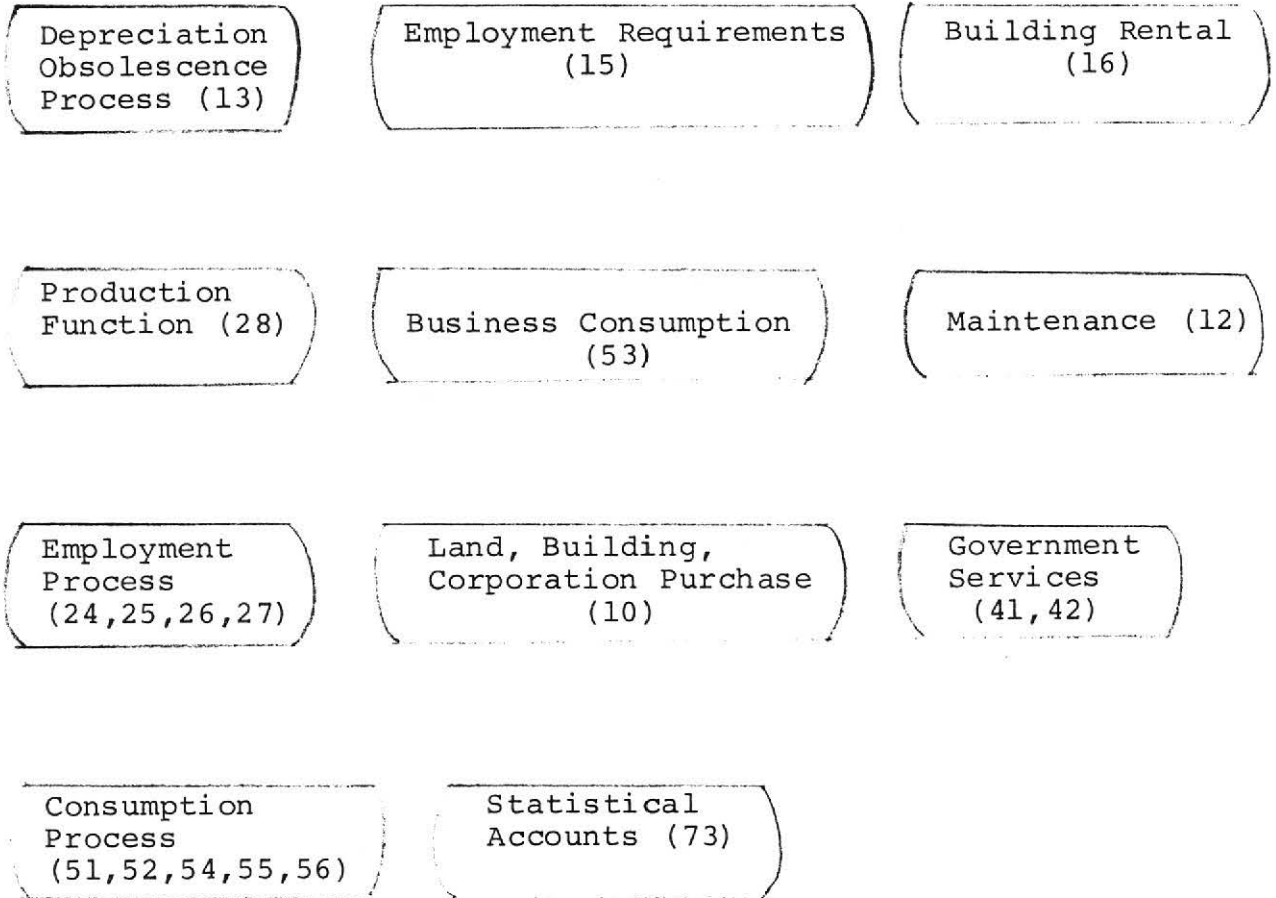 Depreciation
Obsolescence
Process (13)
Employment Requirements
(15)
Building Rental
(16)
Production
Function (28)
Business Consumption
(53)
Maintenance (12)
Employment
Process
(24,25,26,27)
Land, Building,
Corporation Purchase
(10)
Government
Services
(41,42)
Consumption
Process
(51,52,54,55,56)
Statistical
Accounts (73)